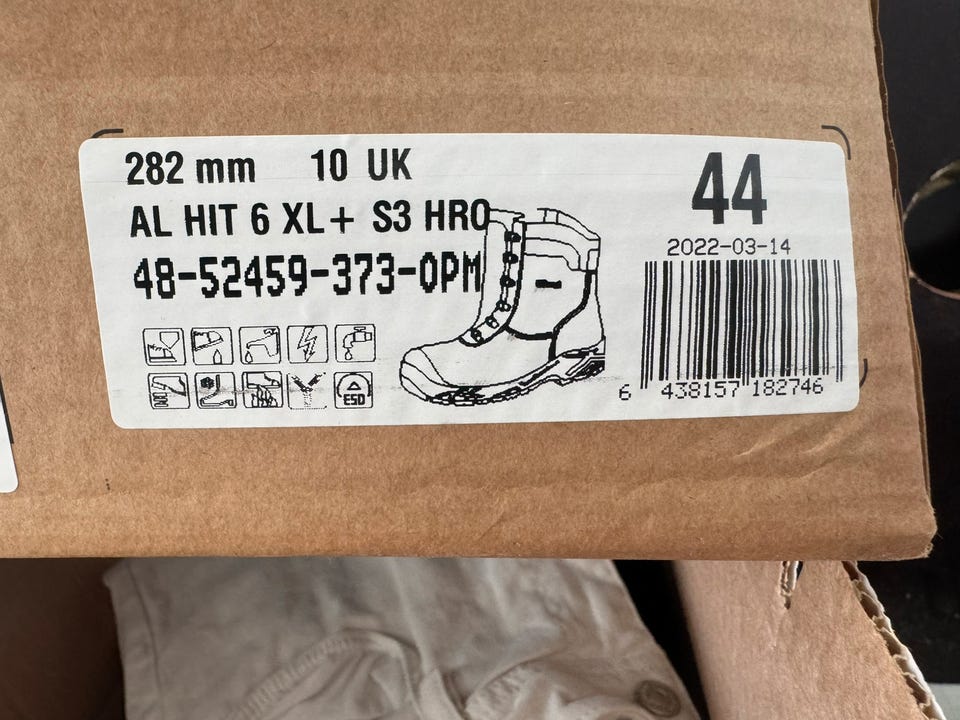 282 mm 10 UK
AL HIT 6 XL+ S3 HRO
48-52459-373-0PM
44
2022-03-14
6 438157 182746
ESD